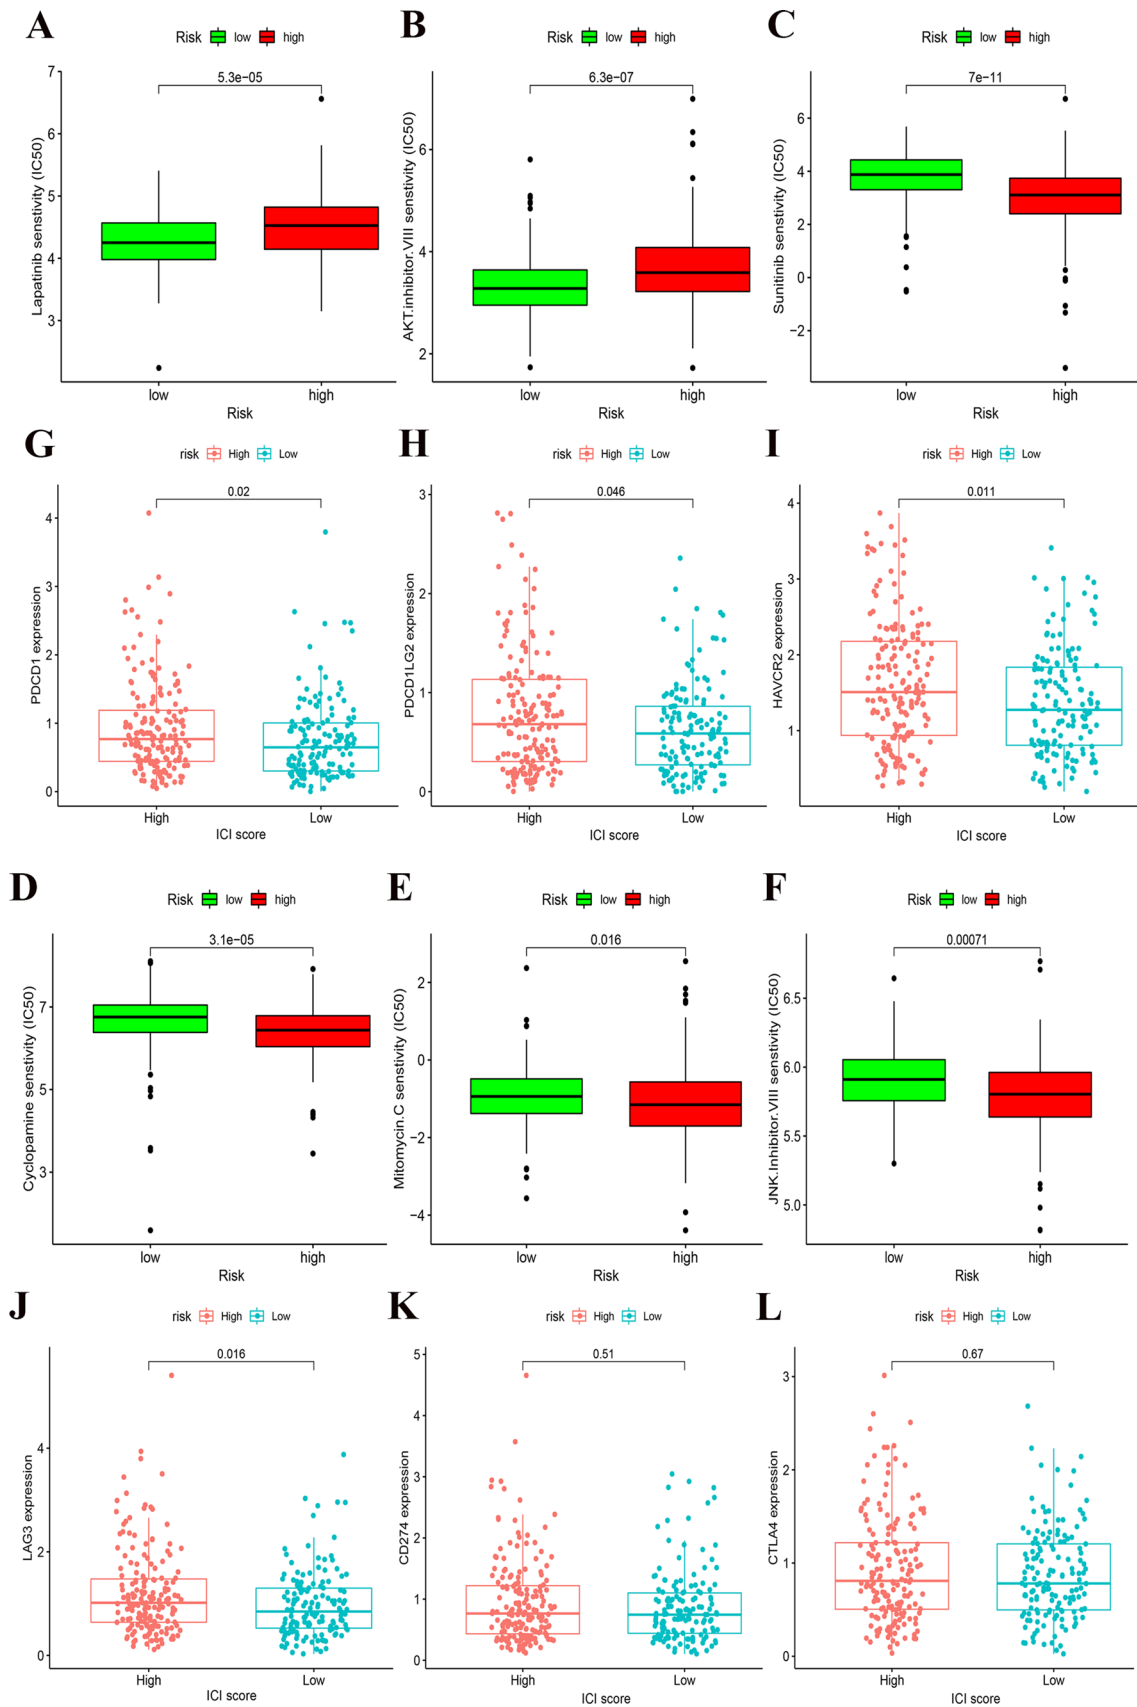 A
Risk low high
5.3e−05
Lapatinib senstivity (IC50)
7
6
5
4
3
low high
Risk
B
Risk low high
6.3e−07
AKT.inhibitor.VIII senstivity (IC50)
6
4
2
low high
Risk
C
Risk low high
7e−11
Sunitinib senstivity (IC50)
6
4
2
0
−2
low high
Risk
G
risk High Low
0.02
PDCD1 expression
4
3
2
1
0
High Low
ICI score
H
risk High Low
0.046
PDCD1LG2 expression
3
2
1
0
High Low
ICI score
I
risk High Low
0.011
HAVCR2 expression
4
3
2
1
High Low
ICI score
D
Risk low high
3.1e−05
Cyclopamine senstivity (IC50)
7
5
3
low high
Risk
E
Risk low high
0.016
Mitomycin.C senstivity (IC50)
2
0
−2
−4
low high
Risk
F
Risk low high
0.00071
JNK.Inhibitor.VIII senstivity (IC50)
6.5
6.0
5.5
5.0
low high
Risk
J
risk High Low
0.016
LAG3 expression
4
2
0
High Low
ICI score
K
risk High Low
0.51
CD274 expression
5
4
3
2
1
0
High Low
ICI score
L
risk High Low
0.67
CTLA4 expression
3
2
1
0
High Low
ICI score